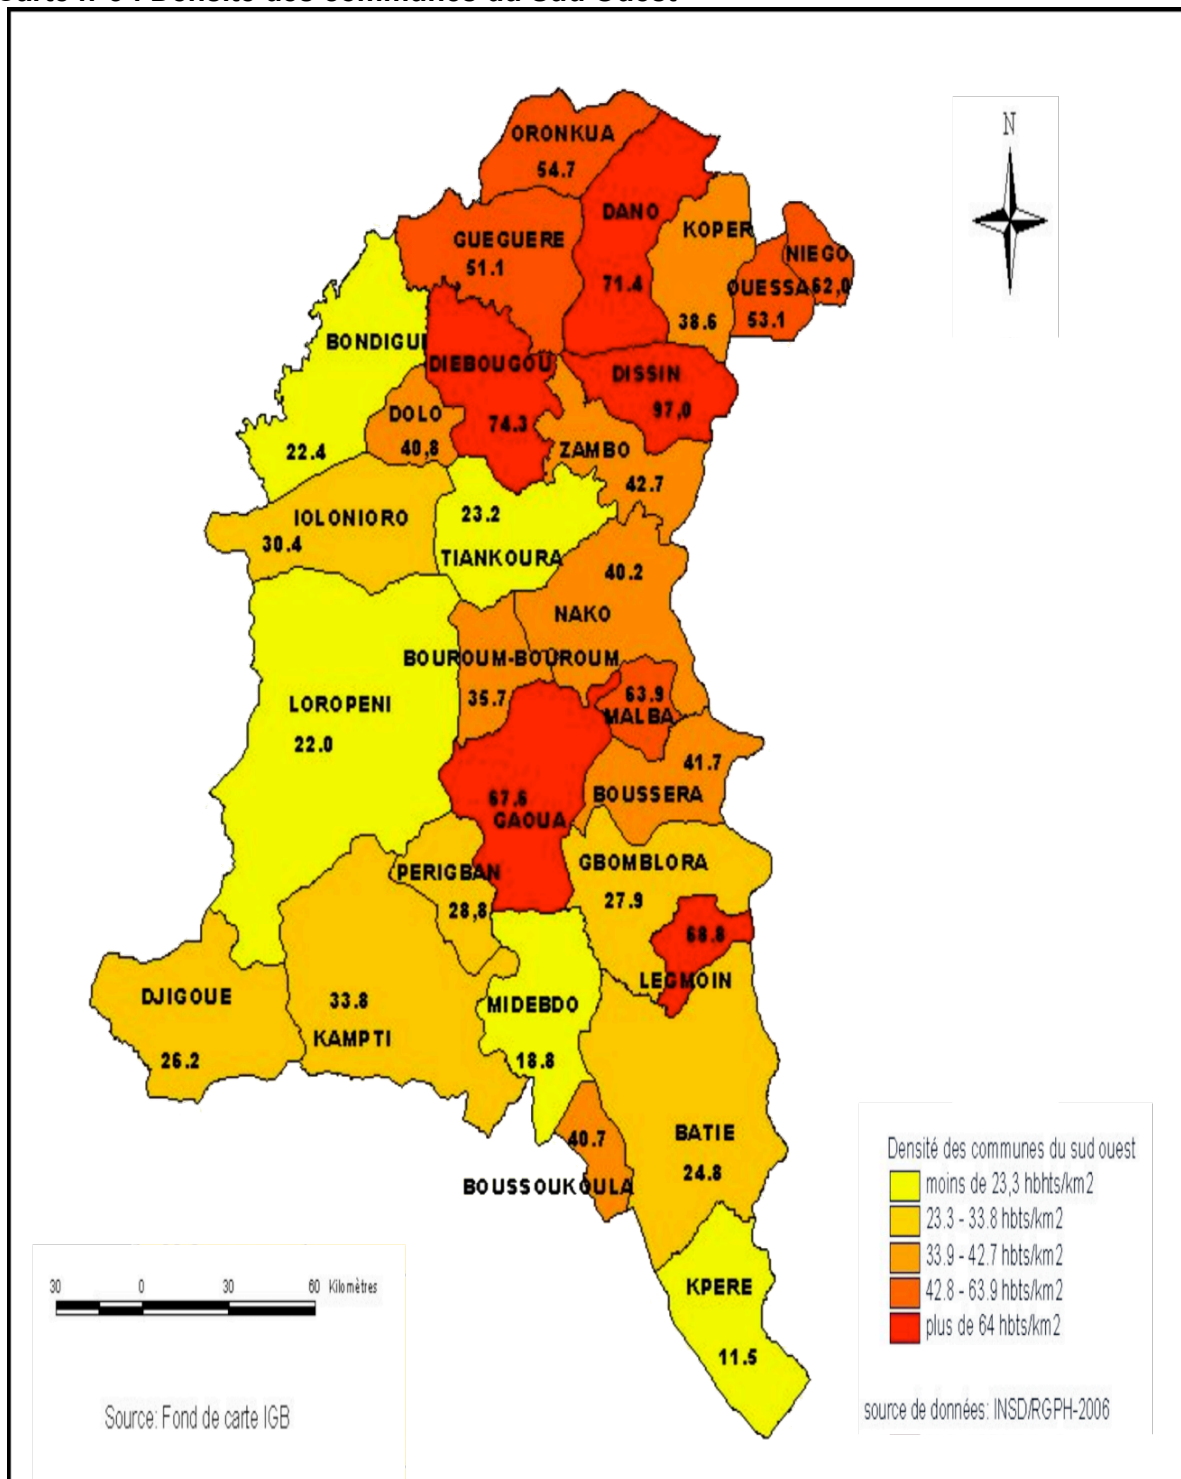 ORONKUA
54.7
N
DANO
KOPER
GUEGUERE
51.1
NIEGO
71.4
OUESSA
62,0
38.6
53.1
BONDIGUI
DIEBOUGOU
DISSIN
97,0
DOLO
40,8
74.3
22.4
ZAMBO
42.7
IOLONIORO
30.4
23.2
TIANKOURA
40.2
NAKO
BOUROUM-BOUROUM
35.7
63.9
MALBA
LOROPENI
22.0
41.7
BOUSSERA
67.6
GAOUA
PERIGBAN
28,8
GBOMBLORA
27.9
68.8
LEGMOIN
DJIGOUE
26.2
33.8
KAMPTI
MIDEBDO
18.8
40.7
BOUSSOUKOULA
BATIE
24.8
KPERE
11.5
Densité des communes du sud ouest
moins de 23,3 hbhts/km2
23.3 - 33.8 hbts/km2
33.9 - 42.7 hbts/km2
42.8 - 63.9 hbts/km2
plus de 64 hbts/km2
30 0 30 60 Kilomètres
Source: Fond de carte IGB
source de données: INSD/RGPH-2006